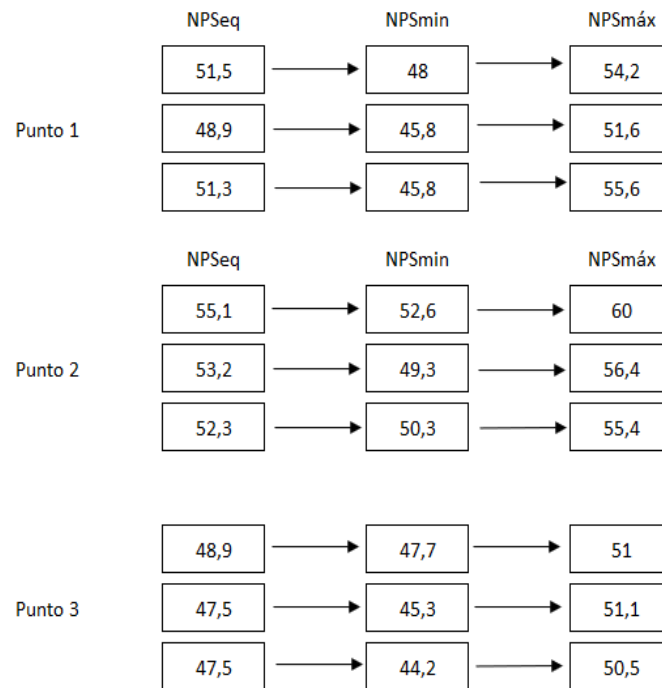 NPSeq NPSmin NPSmáx
51,5 48 54,2
Punto 1 48,9 45,8 51,6
51,3 45,8 55,6
NPSeq NPSmin NPSmáx
55,1 52,6 60
Punto 2 53,2 49,3 56,4
52,3 50,3 55,4
48,9 47,7 51
Punto 3 47,5 45,3 51,1
47,5 44,2 50,5